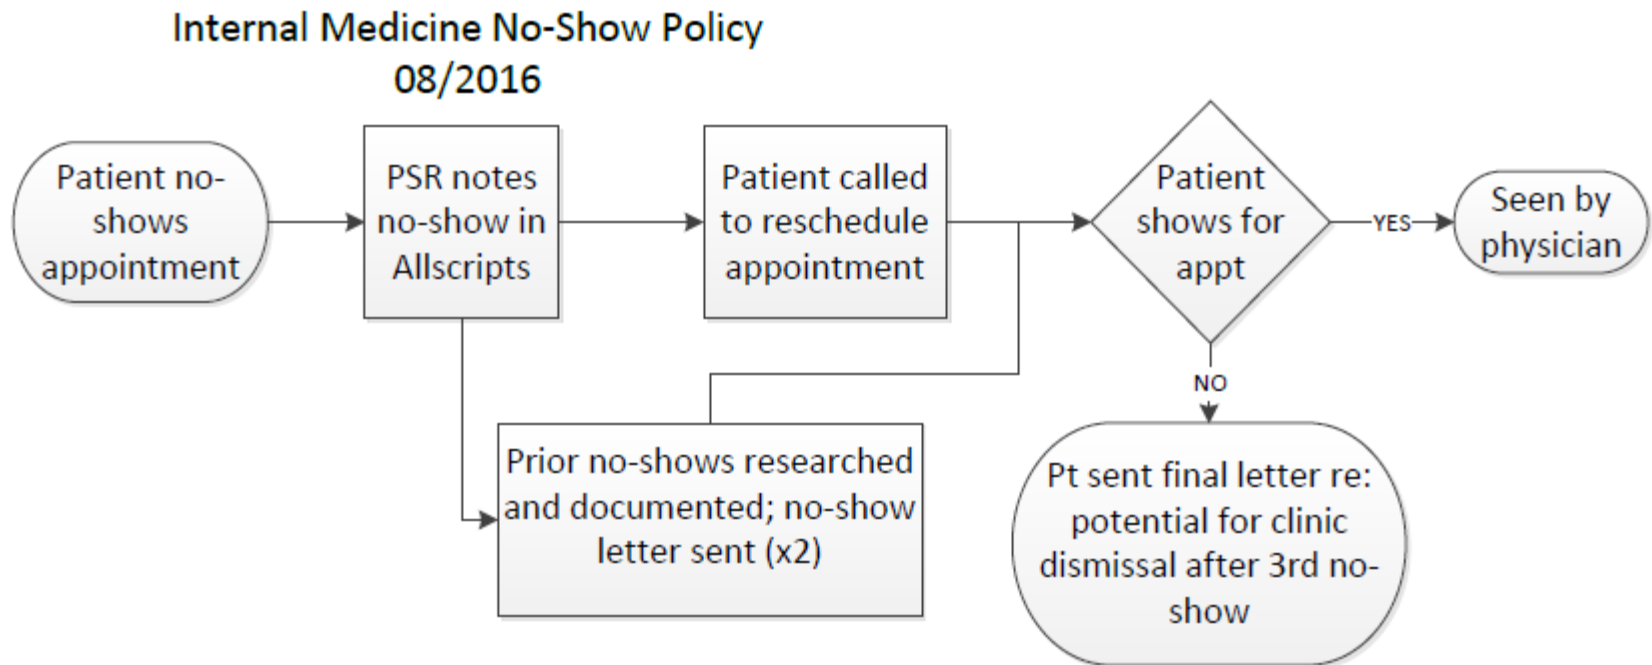 Internal Medicine No-Show Policy
08/2016
Patient no-
shows
appointment
PSR notes
no-show in
Allscripts
Patient called
to reschedule
appointment
Patient
shows for
appt
YES
Seen by
physician
NO
Prior no-shows researched
and documented; no-show
letter sent (x2)
Pt sent final letter re:
potential for clinic
dismissal after 3rd no-
show